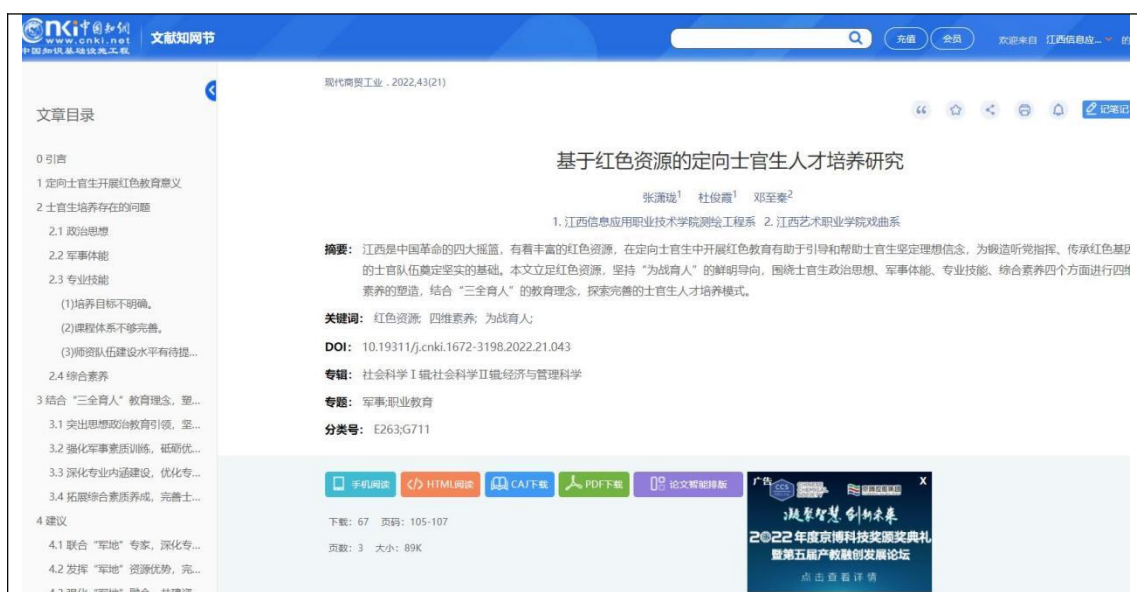 cnki中国知网
www.cnki.net
中国知识基础设施工程
文献知网节
充值
会员
欢迎来自 江西信息应...
的
现代商贸工业 . 2022,43(21)
记笔记
文章目录
0 引言
1 定向士官生开展红色教育意义
2 士官生培养存在的问题
2.1 政治思想
2.2 军事体能
2.3 专业技能
(1)培养目标不明确。
(2)课程体系不够完善。
(3)师资队伍建设水平有待提...
2.4 综合素养
3 结合“三全育人”教育理念，塑...
3.1 突出思想政治教育引领，坚...
3.2 强化军事素质训练，砥砺优...
3.3 深化专业内涵建设，优化专...
3.4 拓展综合素质养成，完善士...
4 建议
4.1 联合“军地”专家，深化专...
4.2 发挥“军地”资源优势，完...
基于红色资源的定向士官生人才培养研究
张潇珑1 杜俊霞1 邓至秦2
1. 江西信息应用职业技术学院测绘工程系 2. 江西艺术职业学院戏曲系
摘要： 江西是中国革命的四大摇篮，有着丰富的红色资源，在定向士官生中开展红色教育有助于引导和帮助士官生坚定理想信念，为锻造听党指挥、传承红色基因
的士官队伍奠定坚实的基础。本文立足红色资源，坚持“为战育人”的鲜明导向，围绕士官生政治思想、军事体能、专业技能、综合素养四个方面进行四维
素养的塑造，结合“三全育人”的教育理念，探索完善的士官生人才培养模式。
关键词： 红色资源; 四维素养; 为战育人;
DOI： 10.19311/j.cnki.1672-3198.2022.21.043
专辑： 社会科学Ⅰ辑;社会科学Ⅱ辑;经济与管理科学
专题： 军事;职业教育
分类号： E263;G711
手机阅读
HTML阅读
CAJ下载
PDF下载
论文智能排版
下载：67 页码：105-107
页数：3 大小：89K
广告
X
CCS
凝聚智慧 创向未来
2022年度京博科技奖颁奖典礼
暨第五届产教融创发展论坛
点击查看详情